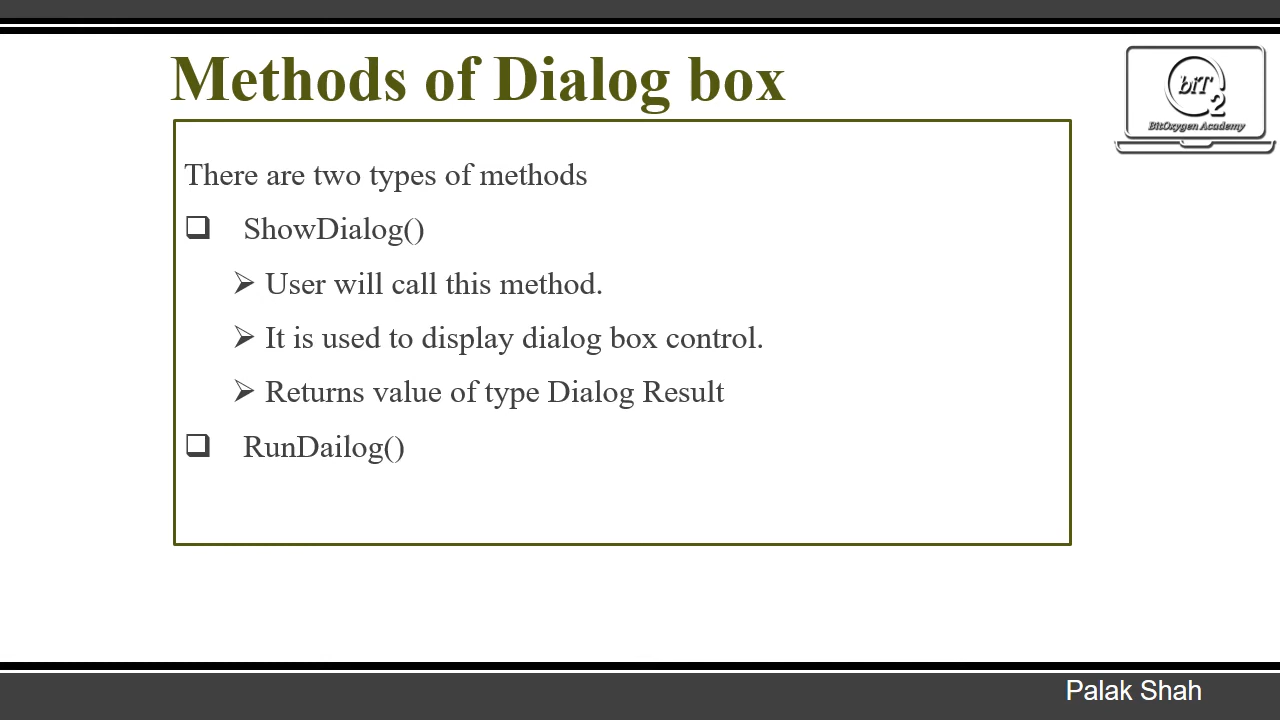 Methods of Dialog box
biT
2
BitOxygen Academy
There are two types of methods
ShowDialog()
User will call this method.
It is used to display dialog box control.
Returns value of type Dialog Result
RunDailog()
Palak Shah